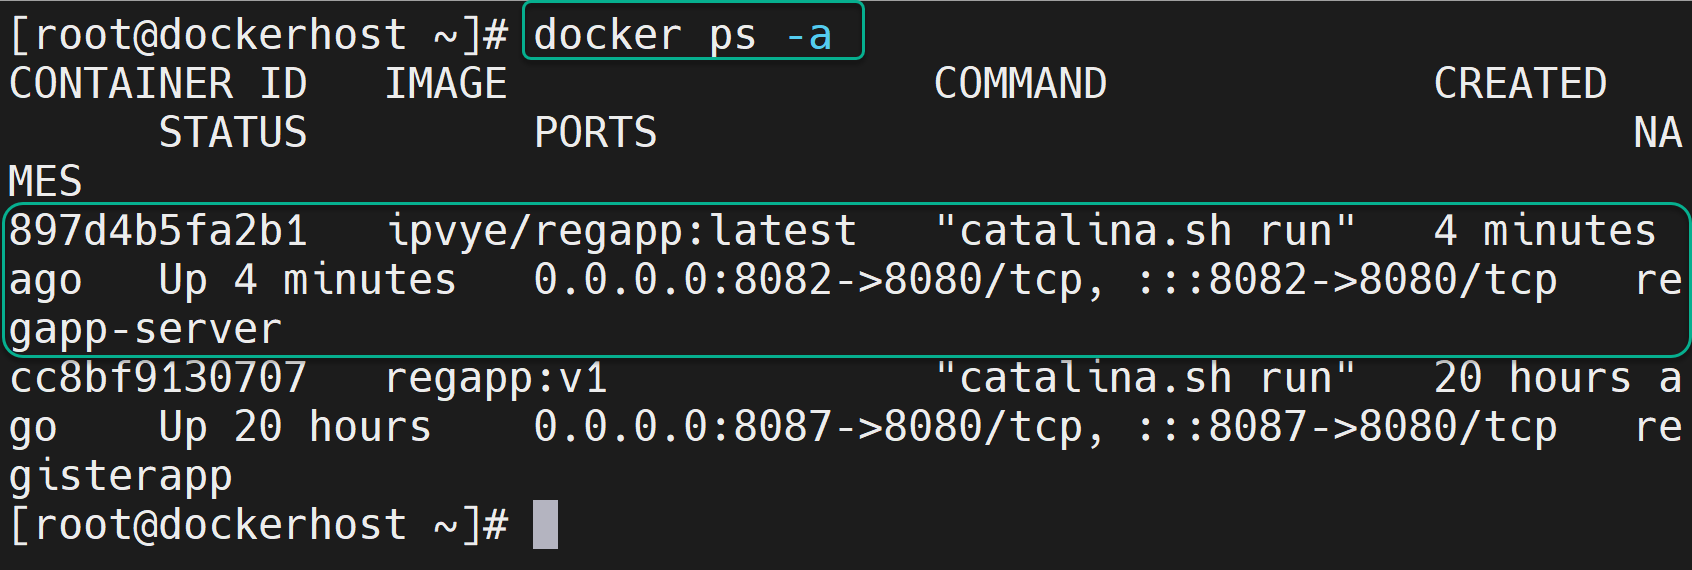 [root@dockerhost ~]# docker ps -a
CONTAINER ID   IMAGE                 COMMAND             CREATED
      STATUS         PORTS                                       NA
MES
897d4b5fa2b1   ipvye/regapp:latest   "catalina.sh run"   4 minutes
ago   Up 4 minutes   0.0.0.0:8082->8080/tcp, :::8082->8080/tcp   re
gapp-server
cc8bf9130707   regapp:v1             "catalina.sh run"   20 hours a
go    Up 20 hours    0.0.0.0:8087->8080/tcp, :::8087->8080/tcp   re
gisterapp
[root@dockerhost ~]#